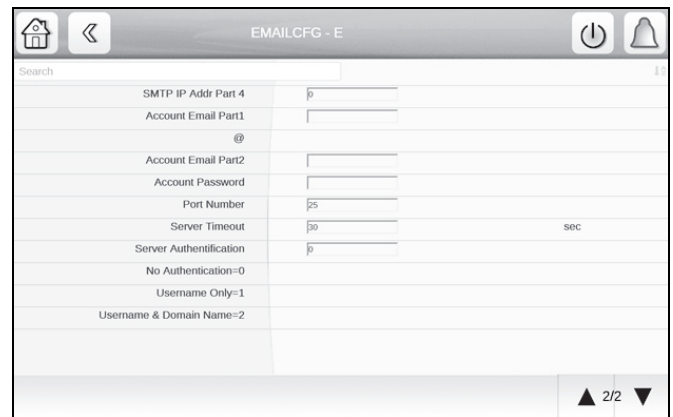 EMAILCFG - E
Search
SMTP IP Addr Part 4 0
Account Email Part1
@
Account Email Part2
Account Password
Port Number 25
Server Timeout 30 sec
Server Authentification 0
No Authentication=0
Username Only=1
Username & Domain Name=2
2/2